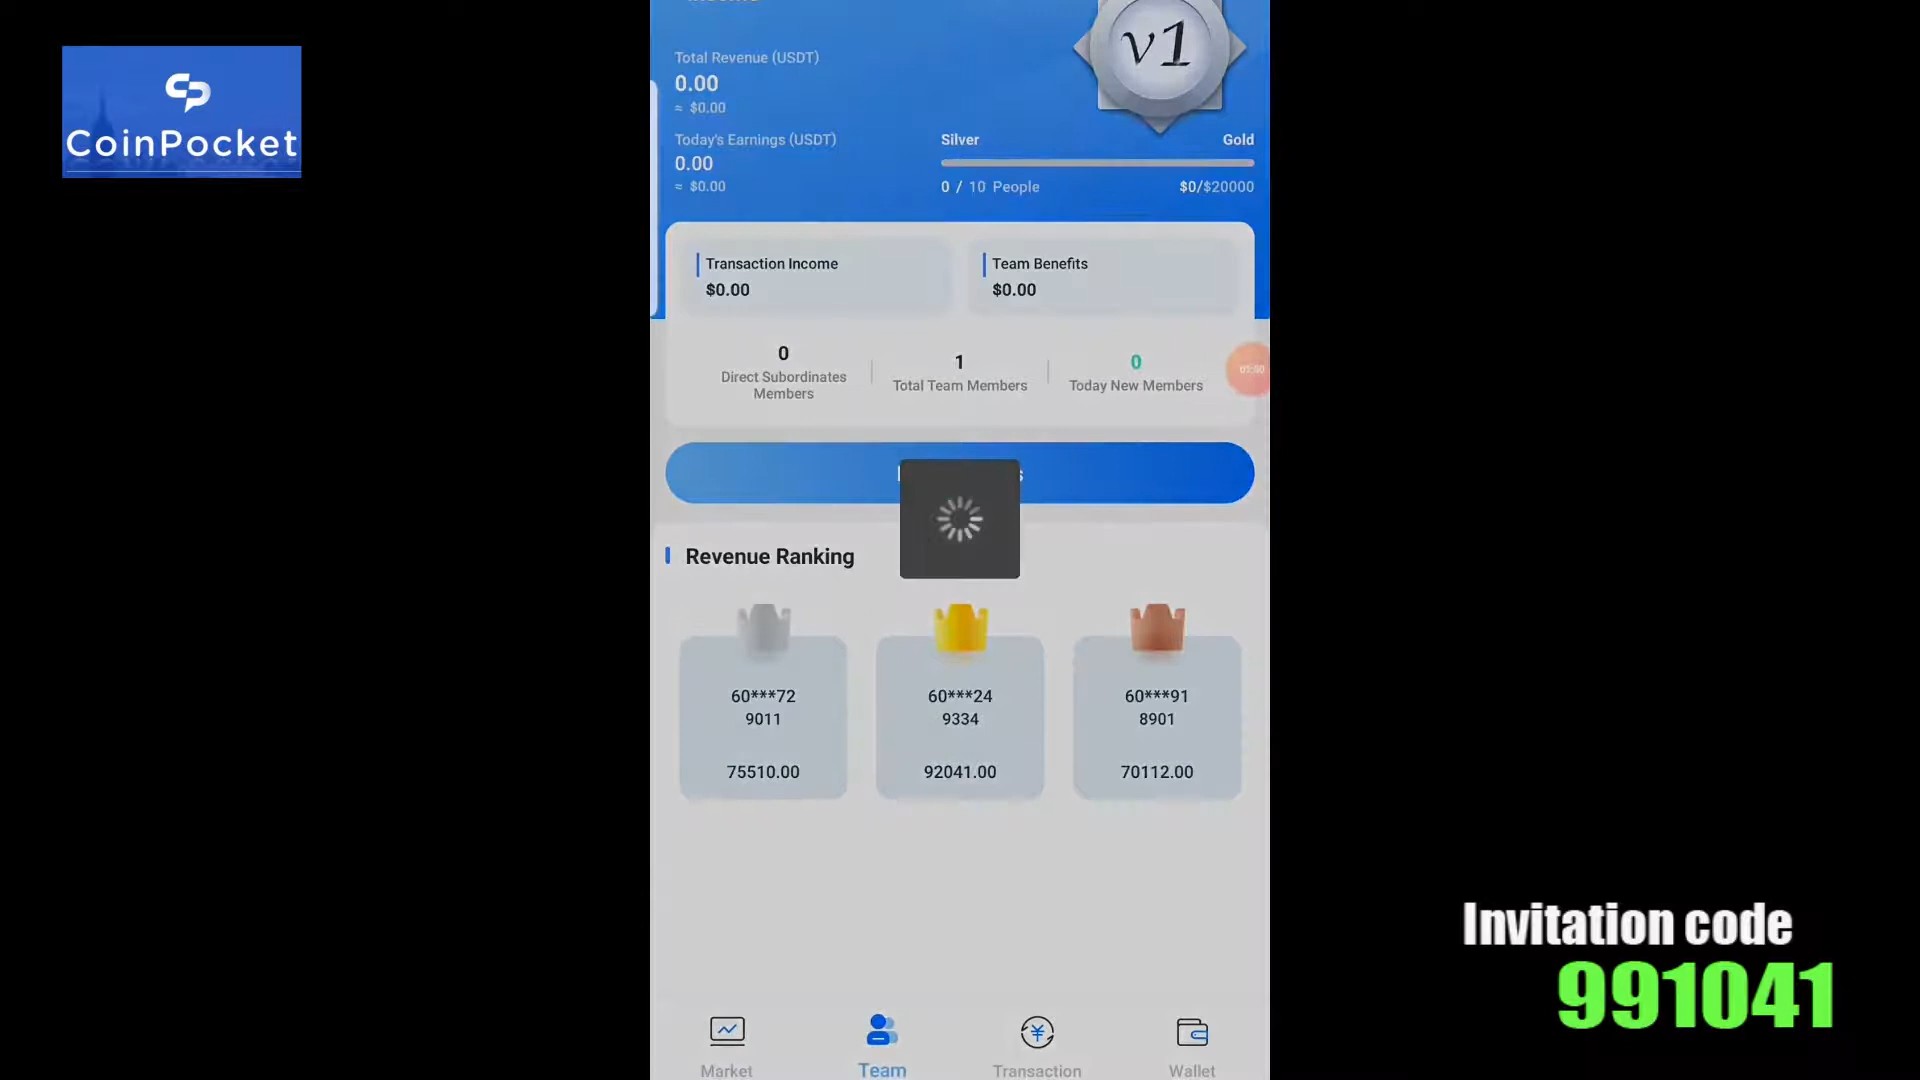 CoinPocket
v1
Total Revenue (USDT)
0.00
≈ $0.00
Today's Earnings (USDT)
0.00
≈ $0.00
Silver Gold
0 / 10 People $0/$20000
Transaction Income
$0.00
Team Benefits
$0.00
0
Direct Subordinates
Members
1
Total Team Members
0
Today New Members
Revenue Ranking
60***72
9011
75510.00
60***24
9334
92041.00
60***91
8901
70112.00
Invitation code
991041
Market
Team
Transaction
Wallet